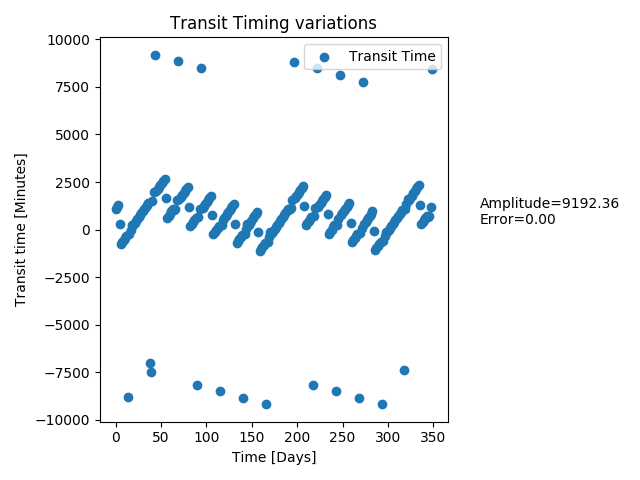 Transit Timing variations
Transit Time
Transit time [Minutes]
10000
7500
5000
2500
0
−2500
−5000
−7500
−10000
0 50 100 150 200 250 300 350
Time [Days]
Amplitude=9192.36
Error=0.00